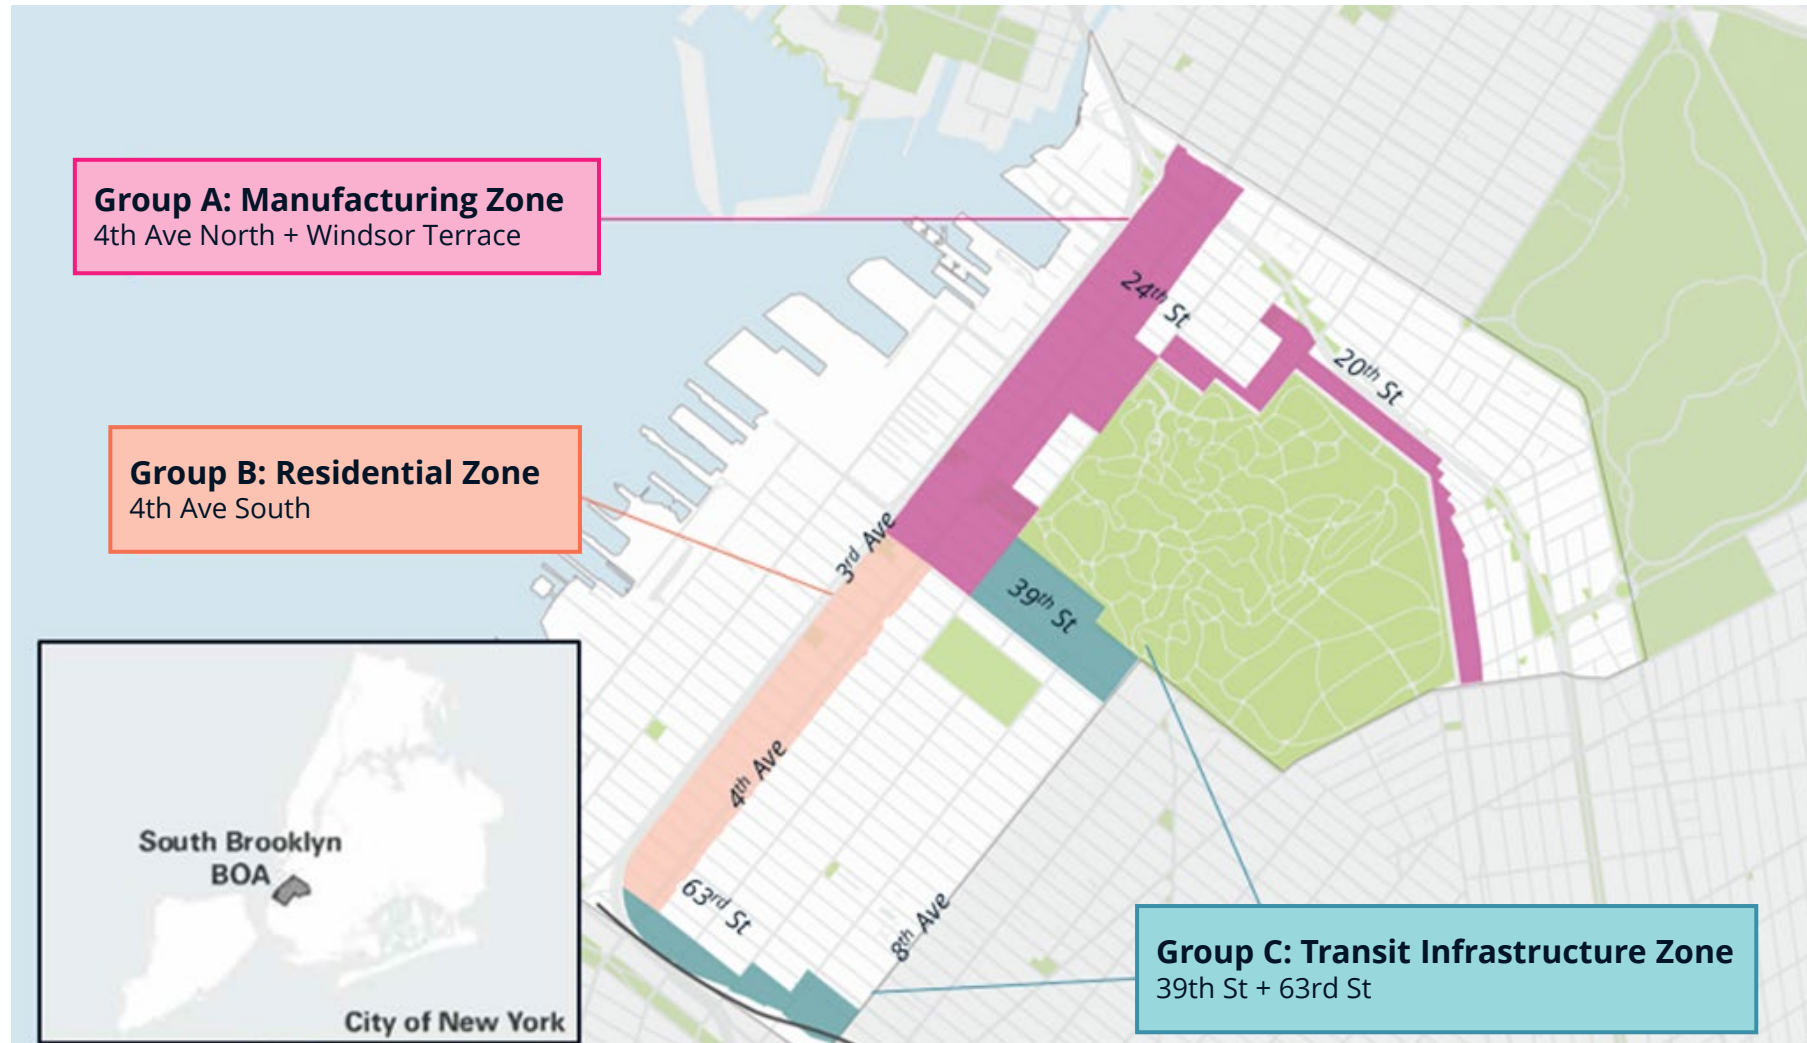 Group A: Manufacturing Zone
4th Ave North + Windsor Terrace
24th St
20th St
Group B: Residential Zone
4th Ave South
3rd Ave
39th St
4th Ave
63rd St
8th Ave
South Brooklyn
BOA
City of New York
Group C: Transit Infrastructure Zone
39th St + 63rd St